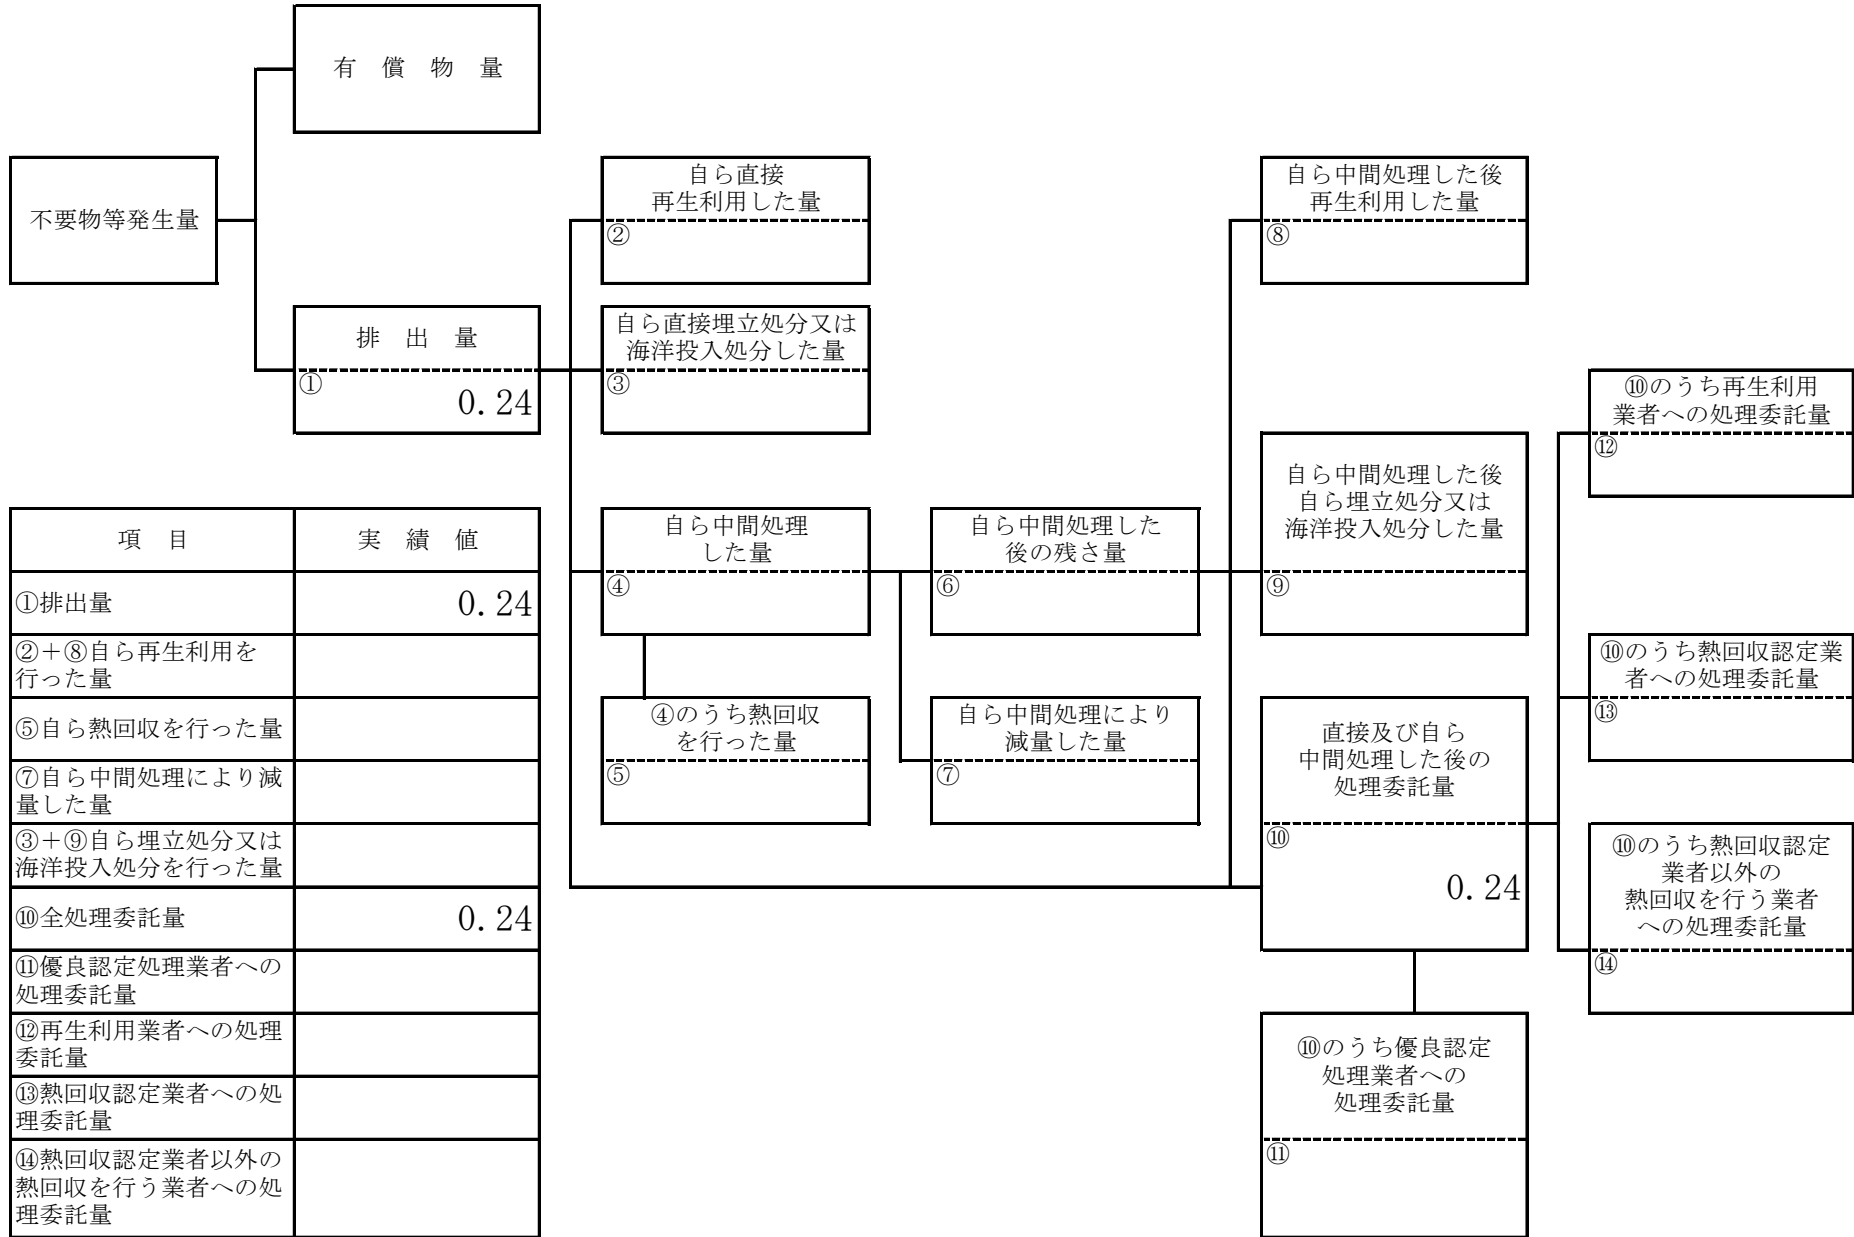 有 償 物 量
不要物等発生量
排 出 量
①
0.24
自ら直接
再生利用した量
②
自ら直接埋立処分又は
海洋投入処分した量
③
自ら中間処理
した量
④
④のうち熱回収
を行った量
⑤
自ら中間処理した
後の残さ量
⑥
自ら中間処理により
減量した量
⑦
自ら中間処理した後
再生利用した量
⑧
自ら中間処理した後
自ら埋立処分又は
海洋投入処分した量
⑨
直接及び自ら
中間処理した後の
処理委託量
⑩
0.24
⑩のうち優良認定
処理業者への
処理委託量
⑪
⑩のうち再生利用
業者への処理委託量
⑫
⑩のうち熱回収認定業
者への処理委託量
⑬
⑩のうち熱回収認定
業者以外の
熱回収を行う業者
への処理委託量
⑭
項 目 実 績 値
①排出量 0.24
②+⑧自ら再生利用を
行った量
⑤自ら熱回収を行った量
⑦自ら中間処理により減
量した量
③+⑨自ら埋立処分又は
海洋投入処分を行った量
⑩全処理委託量 0.24
⑪優良認定処理業者への
処理委託量
⑫再生利用業者への処理
委託量
⑬熱回収認定業者への処
理委託量
⑭熱回収認定業者以外の
熱回収を行う業者への処
理委託量